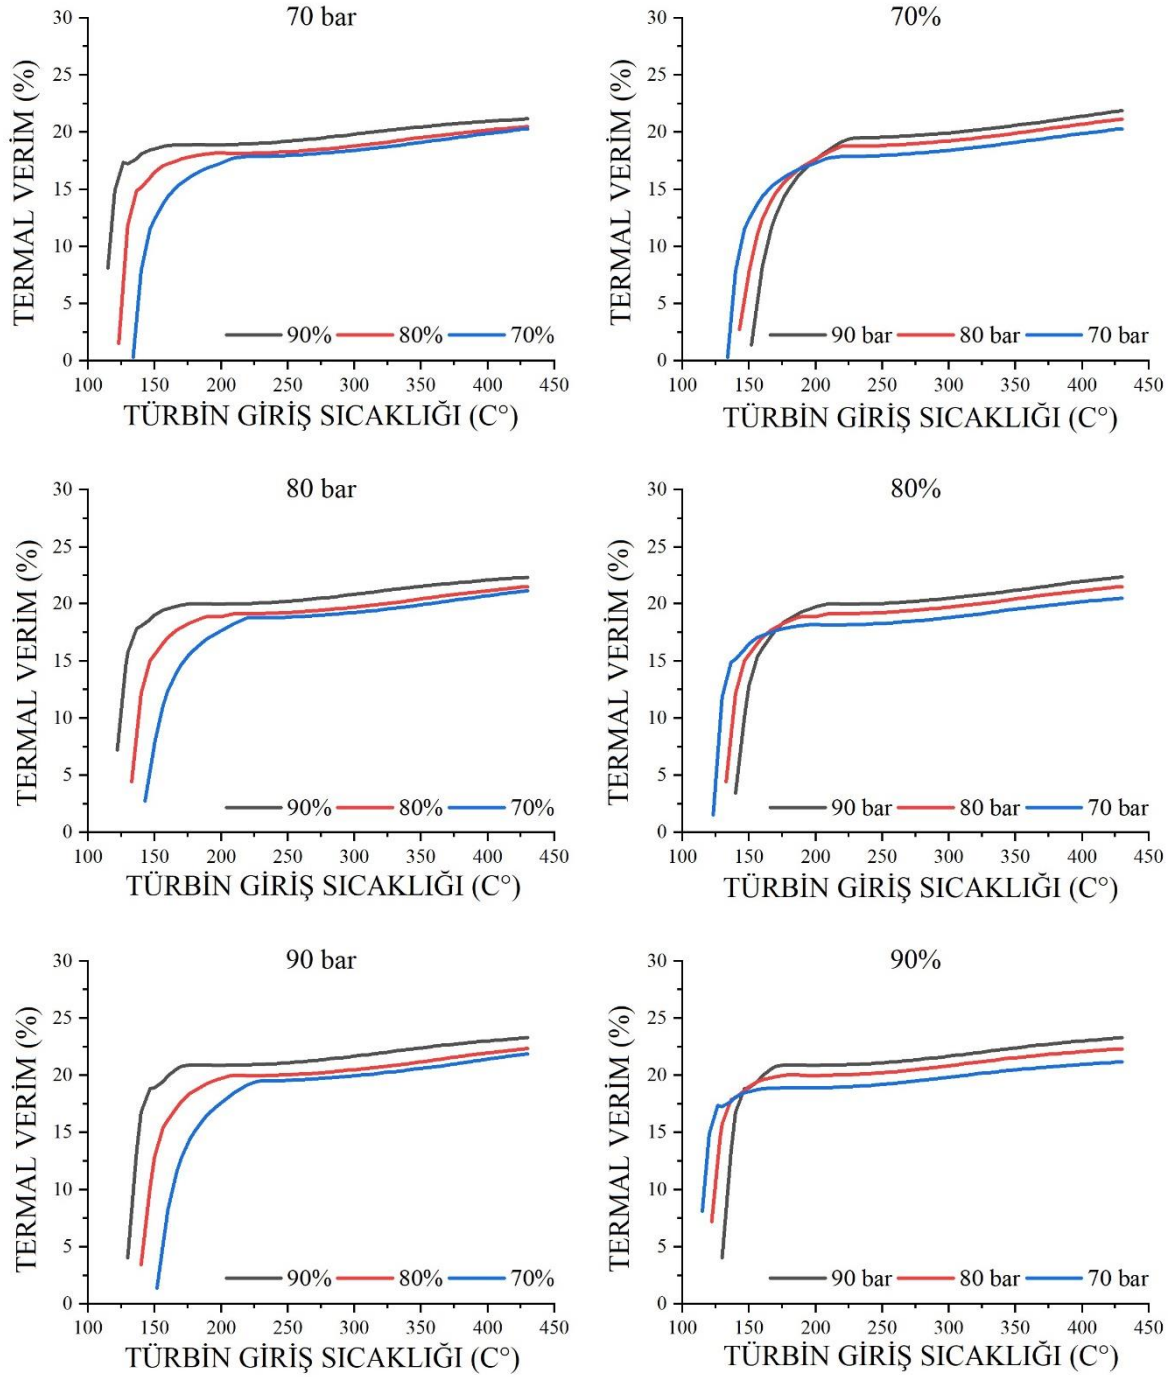 70 bar
TERMAL VERİM (%)
30
25
20
15
10
5
0
90% 80% 70%
100 150 200 250 300 350 400 450
TÜRBİN GİRİŞ SICAKLIĞI (C°)
70%
TERMAL VERİM (%)
30
25
20
15
10
5
0
90 bar 80 bar 70 bar
100 150 200 250 300 350 400 450
TÜRBİN GİRİŞ SICAKLIĞI (C°)
80 bar
TERMAL VERİM (%)
30
25
20
15
10
5
0
90% 80% 70%
100 150 200 250 300 350 400 450
TÜRBİN GİRİŞ SICAKLIĞI (C°)
80%
TERMAL VERİM (%)
30
25
20
15
10
5
0
90 bar 80 bar 70 bar
100 150 200 250 300 350 400 450
TÜRBİN GİRİŞ SICAKLIĞI (C°)
90 bar
TERMAL VERİM (%)
30
25
20
15
10
5
0
90% 80% 70%
100 150 200 250 300 350 400 450
TÜRBİN GİRİŞ SICAKLIĞI (C°)
90%
TERMAL VERİM (%)
30
25
20
15
10
5
0
90 bar 80 bar 70 bar
100 150 200 250 300 350 400 450
TÜRBİN GİRİŞ SICAKLIĞI (C°)